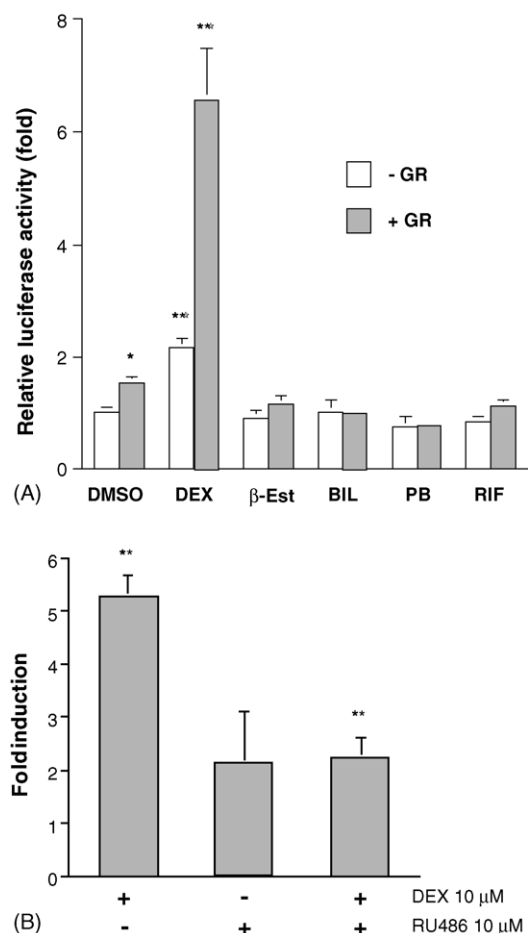 8
6
4
2
0
Relative luciferase activity (fold)
*
***
***
- GR
+ GR
(A)
DMSO DEX β-Est BIL PB RIF
6
5
4
3
2
1
0
Foldinduction
**
**
+ - + DEX 10 μM
(B) - + + RU486 10 μM